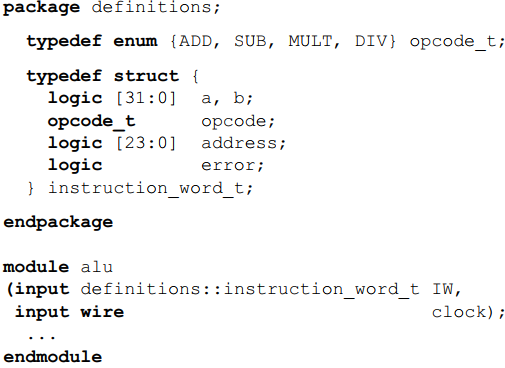 package definitions;
typedef enum {ADD, SUB, MULT, DIV} opcode_t;
typedef struct {
logic [31:0] a, b;
opcode_t opcode;
logic [23:0] address;
logic error;
} instruction_word_t;
endpackage
module alu
(input definitions::instruction_word_t IW,
input wire clock);
...
endmodule